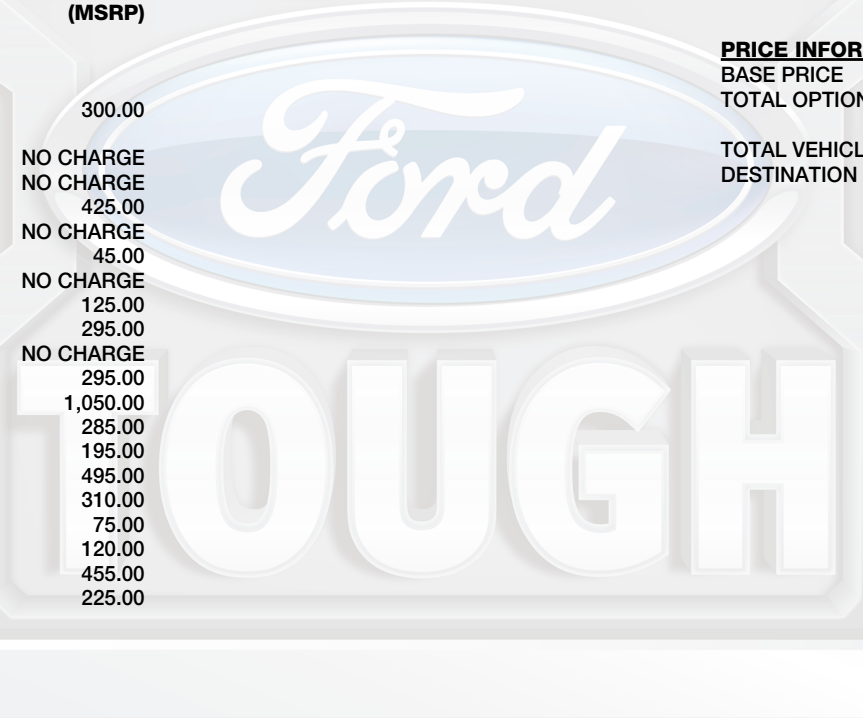 (MSRP)
300.00
NO CHARGE
NO CHARGE
425.00
NO CHARGE
45.00
NO CHARGE
125.00
295.00
NO CHARGE
295.00
1,050.00
285.00
195.00
495.00
310.00
75.00
120.00
455.00
225.00
PRICE INFOR
BASE PRICE
TOTAL OPTION
TOTAL VEHICL
DESTINATION
Ford
TOUGH